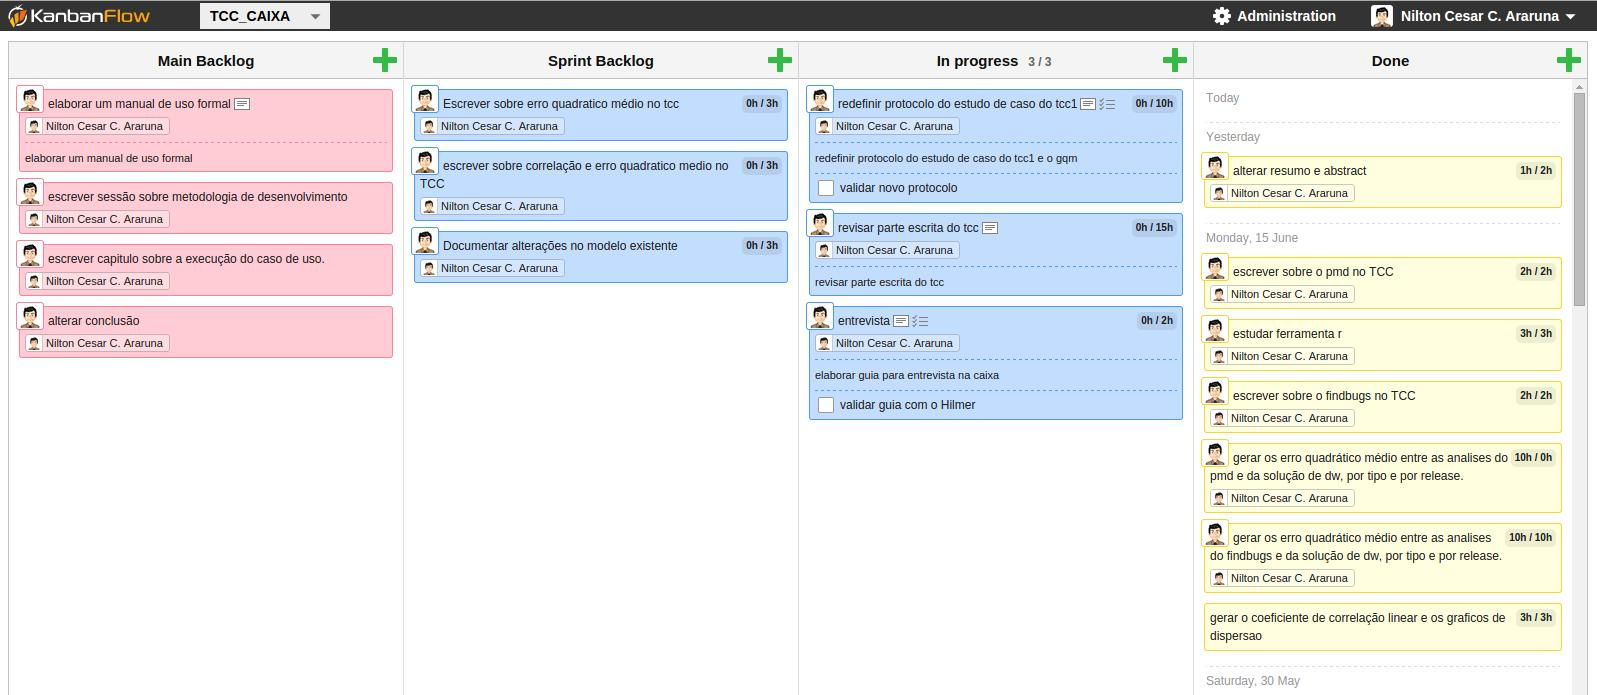 KanbanFlow
TCC_CAIXA
Administration
Nilton Cesar C. Araruna
Main Backlog
elaborar um manual de uso formal
Nilton Cesar C. Araruna
elaborar um manual de uso formal
escrever sessão sobre metodologia de desenvolvimento
Nilton Cesar C. Araruna
escrever capitulo sobre a execução do caso de uso.
Nilton Cesar C. Araruna
alterar conclusão
Nilton Cesar C. Araruna
Sprint Backlog
Escrever sobre erro quadratico médio no tcc 0h / 3h
Nilton Cesar C. Araruna
escrever sobre correlação e erro quadratico medio no 0h / 3h
TCC
Nilton Cesar C. Araruna
Documentar alterações no modelo existente 0h / 3h
Nilton Cesar C. Araruna
In progress 3 / 3
redefinir protocolo do estudo de caso do tcc1 0h / 10h
Nilton Cesar C. Araruna
redefinir protocolo do estudo de caso do tcc1 e o gqm
validar novo protocolo
revisar parte escrita do tcc 0h / 15h
Nilton Cesar C. Araruna
revisar parte escrita do tcc
entrevista 0h / 2h
Nilton Cesar C. Araruna
elaborar guia para entrevista na caixa
validar guia com o Hilmer
Done
Today
Yesterday
alterar resumo e abstract 1h / 2h
Nilton Cesar C. Araruna
Monday, 15 June
escrever sobre o pmd no TCC 2h / 2h
Nilton Cesar C. Araruna
estudar ferramenta r 3h / 3h
Nilton Cesar C. Araruna
escrever sobre o findbugs no TCC 2h / 2h
Nilton Cesar C. Araruna
gerar os erro quadrático médio entre as analises do 10h / 0h
pmd e da solução de dw, por tipo e por release.
Nilton Cesar C. Araruna
gerar os erro quadrático médio entre as analises 10h / 10h
do findbugs e da solução de dw, por tipo e por release.
Nilton Cesar C. Araruna
gerar o coeficiente de correlação linear e os graficos de 3h / 3h
dispersao
Saturday, 30 May